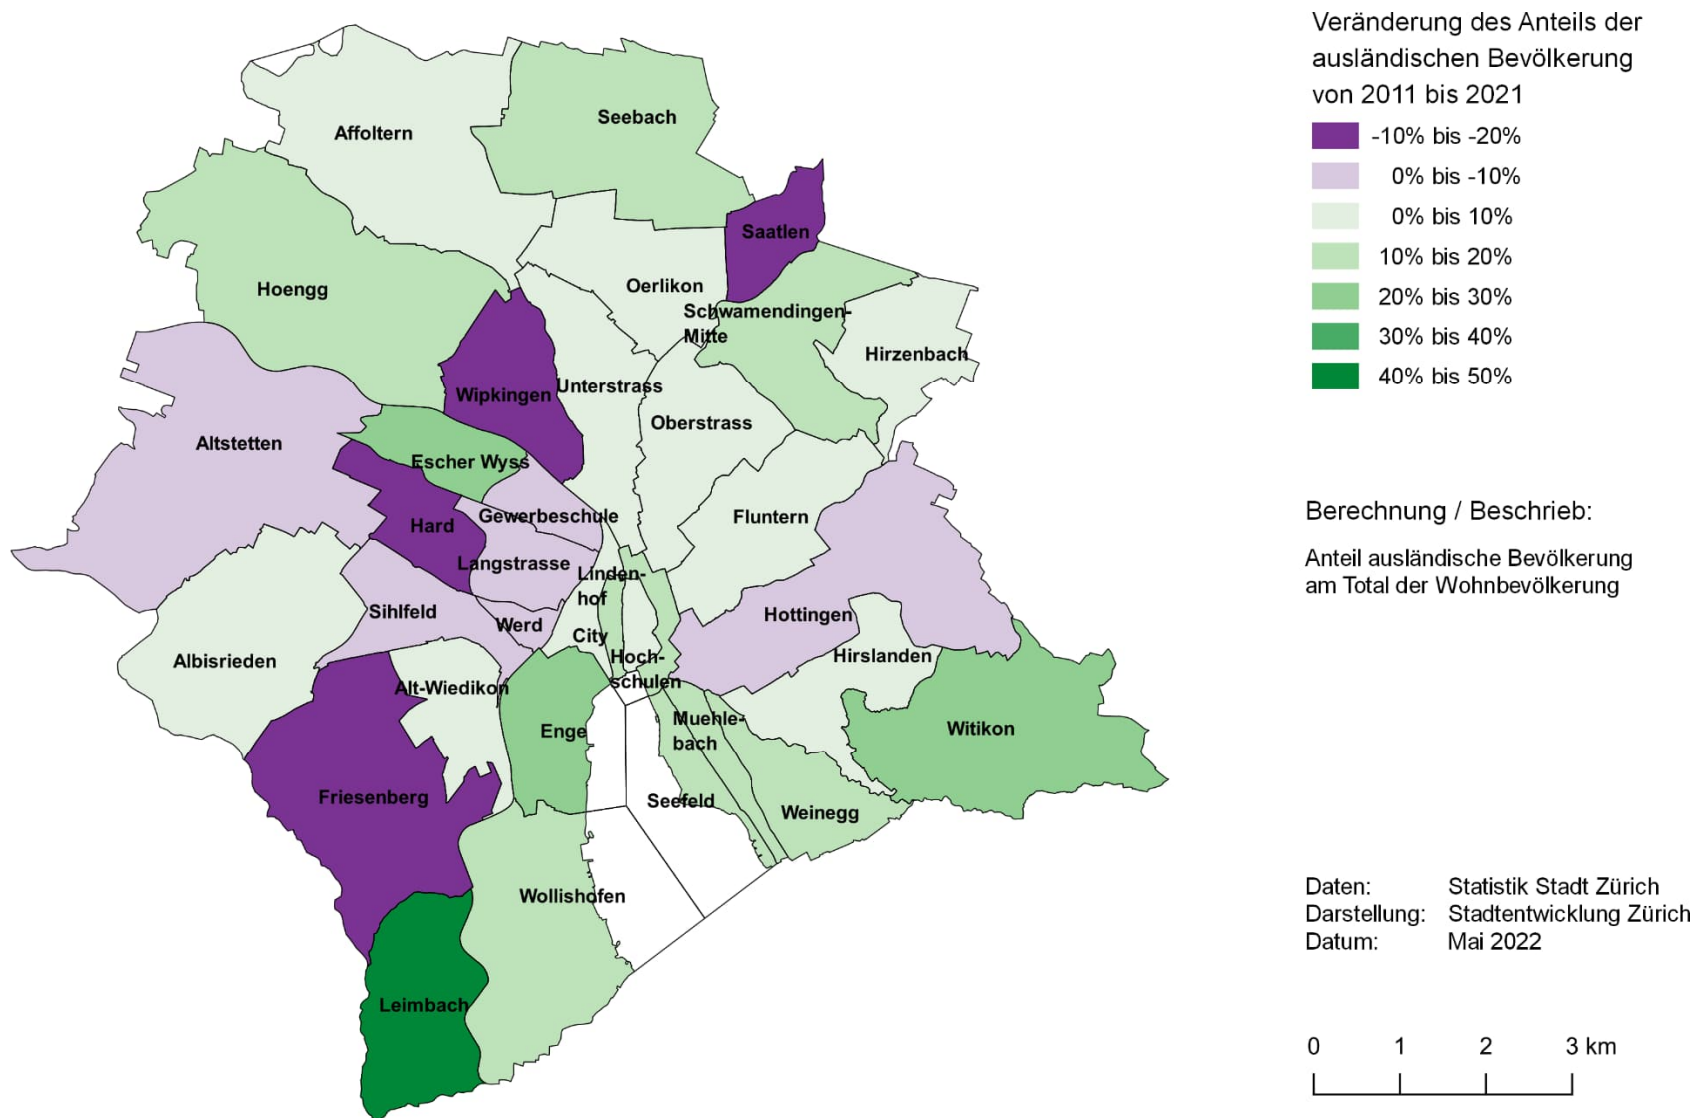 Veränderung des Anteils der
ausländischen Bevölkerung
von 2011 bis 2021
-10% bis -20%
0% bis -10%
0% bis 10%
10% bis 20%
20% bis 30%
30% bis 40%
40% bis 50%
Berechnung / Beschrieb:
Anteil ausländische Bevölkerung
am Total der Wohnbevölkerung
Daten: Statistik Stadt Zürich
Darstellung: Stadtentwicklung Zürich
Datum: Mai 2022
0 1 2 3 km
Affoltern
Seebach
Saatlen
Hoengg
Oerlikon
Schwamendingen-
Mitte
Hirzenbach
Wipkingen
Unterstrass
Oberstrass
Altstetten
Escher Wyss
Hard
Gewerbeschule
Fluntern
Langstrasse
Linden-
hof
Sihlfeld
Werd
City
Hottingen
Albisrieden
Hoch-
schulen
Hirslanden
Alt-Wiedikon
Enge
Muehle-
bach
Witikon
Friesenberg
Seefeld
Weinegg
Wollishofen
Leimbach